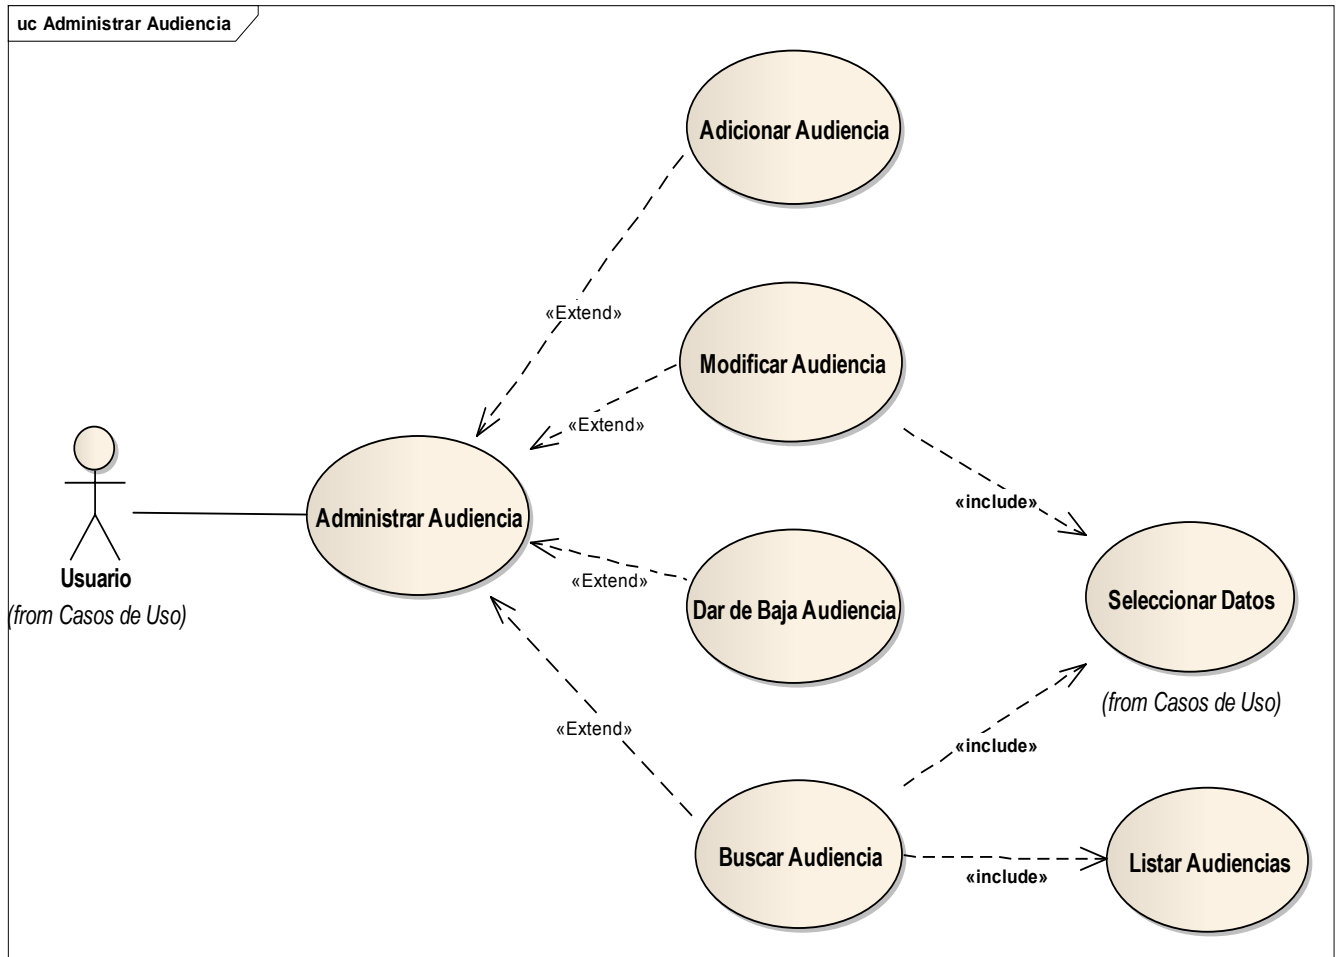 uc Administrar Audiencia
Adicionar Audiencia
«Extend»
Modificar Audiencia
«Extend»
«include»
Administrar Audiencia
Usuario
(from Casos de Uso)
«Extend»
Dar de Baja Audiencia
Seleccionar Datos
(from Casos de Uso)
«Extend»
«include»
Buscar Audiencia
«include»
Listar Audiencias